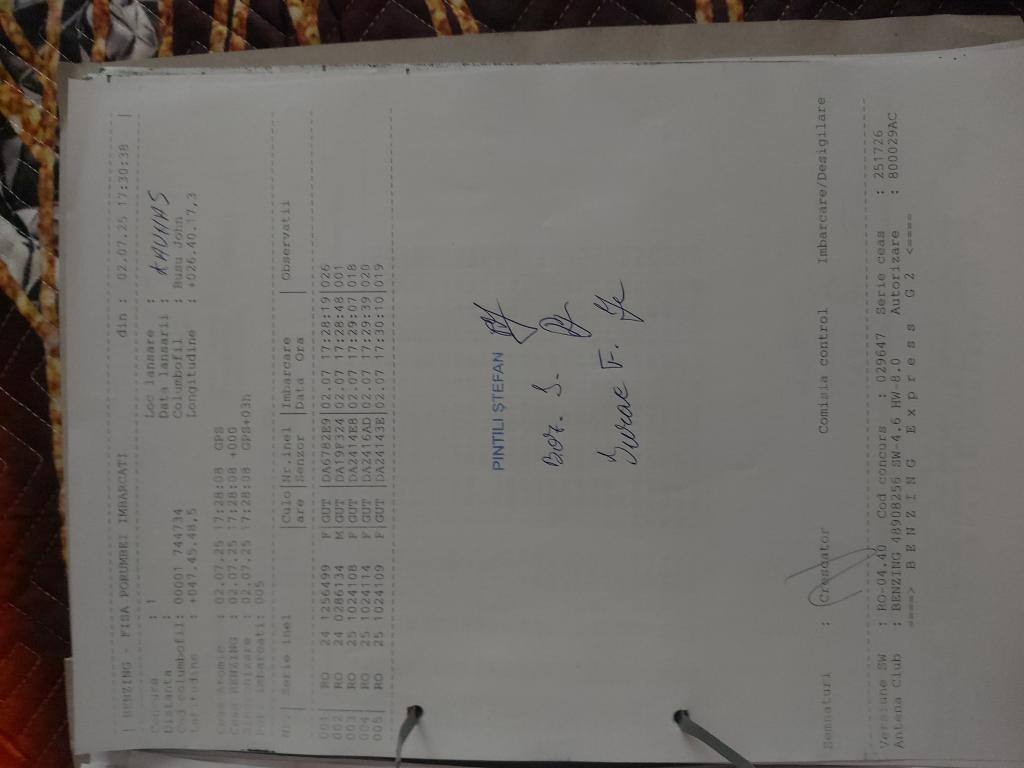 | BENZING - FISA PORUMBEI IMBARCATI din : 02.07.25 17:30:38 |
Cursa : 1 Loc lansare : KAUNAS
Distanta : Data lansarii :
Cod columbofil: 00001 744734 Columbofil : Rusu John
Latitudine : +047.45.48,5 Longitudine : +026.40.17,3
Ceas Atomic : 02.07.25 17:28:08 GPS
Ceas BENZING : 02.07.25 17:28:08 +000
Sincronizare : 02.07.25 17:28:08 GPS+03h
Por. imbarcati: 005
Nr.| Serie inel |Culo|Nr.inel |Imbarcare | Observatii
|are |Senzor |Data Ora |
001| RO 24 1256499 F|GUT |DA6782E9|02.07 17:28:19|026
002| RO 24 0286134 M|GUT |DA19F324|02.07 17:28:48|001
003| RO 25 1024108 F|GUT |DA2414E8|02.07 17:29:07|018
004| RO 25 1024114 F|GUT |DA2416AD|02.07 17:29:39|020
005| RO 25 1024109 F|GUT |DA24143E|02.07 17:30:10|019
PINTILI ȘTEFAN
Semnaturi : Crescator Comisia control Imbarcare/Desigilare
Versiune SW : RO-04.40 Cod concurs : 029647 Serie ceas : 251726
Antena Club : BENZING 48908256 SW-4.6 HW-8.0 Autorizare : 800029AC
====> B E N Z I N G E x p r e s s G 2 <====